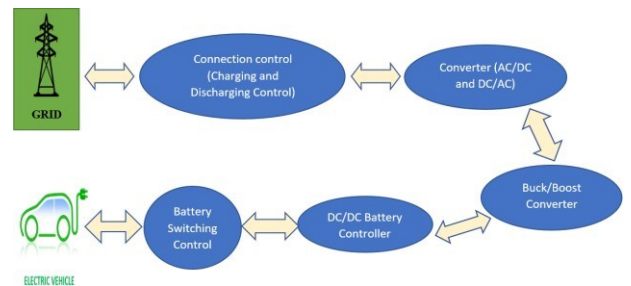 GRID
Connection control
(Charging and
Discharging Control)
Converter (AC/DC
and DC/AC)
Buck/Boost
Converter
DC/DC Battery
Controller
Battery
Switching
Control
ELECTRIC VEHICLE